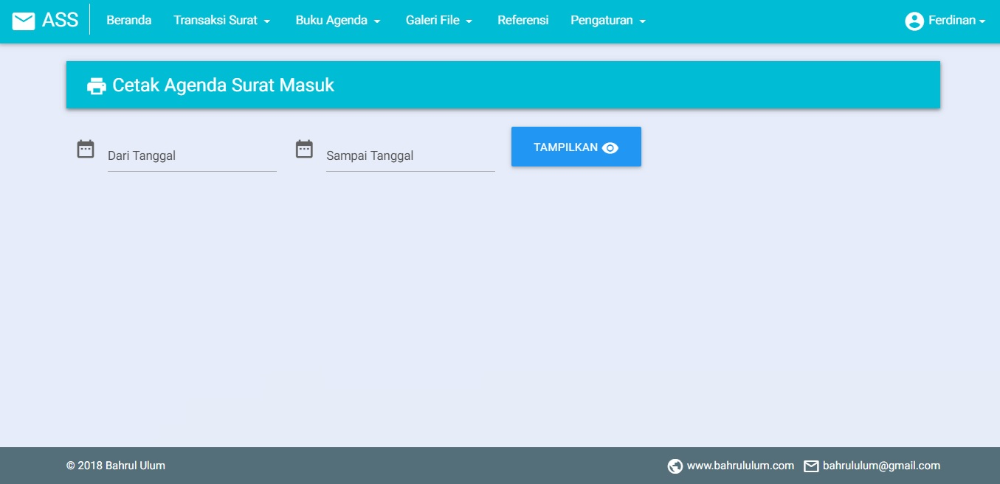 ASS Beranda Transaksi Surat Buku Agenda Galeri File Referensi Pengaturan Ferdinan
Cetak Agenda Surat Masuk
Dari Tanggal Sampai Tanggal TAMPILKAN
© 2018 Bahrul Ulum www.bahrululum.com bahrululum@gmail.com